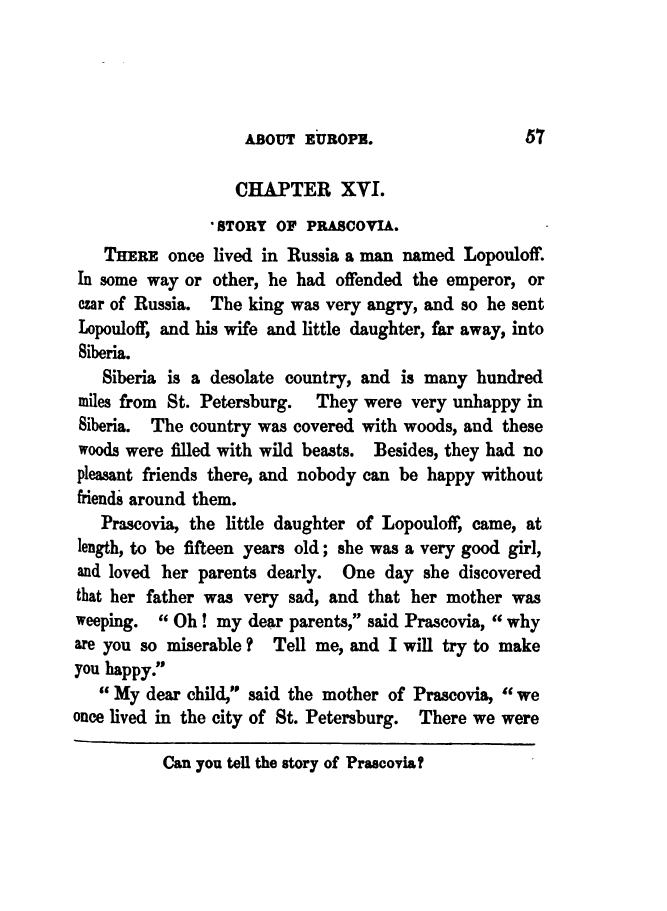 ABOUT EUROPE. 57
CHAPTER XVI.
STORY OF PRASCOVIA.
THERE once lived in Russia a man named Lopouloff.
In some way or other, he had offended the emperor, or
czar of Russia. The king was very angry, and so he sent
Lopouloff, and his wife and little daughter, far away, into
Siberia.
Siberia is a desolate country, and is many hundred
miles from St. Petersburg. They were very unhappy in
Siberia. The country was covered with woods, and these
woods were filled with wild beasts. Besides, they had no
pleasant friends there, and nobody can be happy without
friends around them.
Prascovia, the little daughter of Lopouloff, came, at
length, to be fifteen years old; she was a very good girl,
and loved her parents dearly. One day she discovered
that her father was very sad, and that her mother was
weeping. “ Oh! my dear parents,” said Prascovia, “ why
are you so miserable? Tell me, and I will try to make
you happy.”
“ My dear child,” said the mother of Prascovia, “ we
once lived in the city of St. Petersburg. There we were
Can you tell the story of Prascovia?